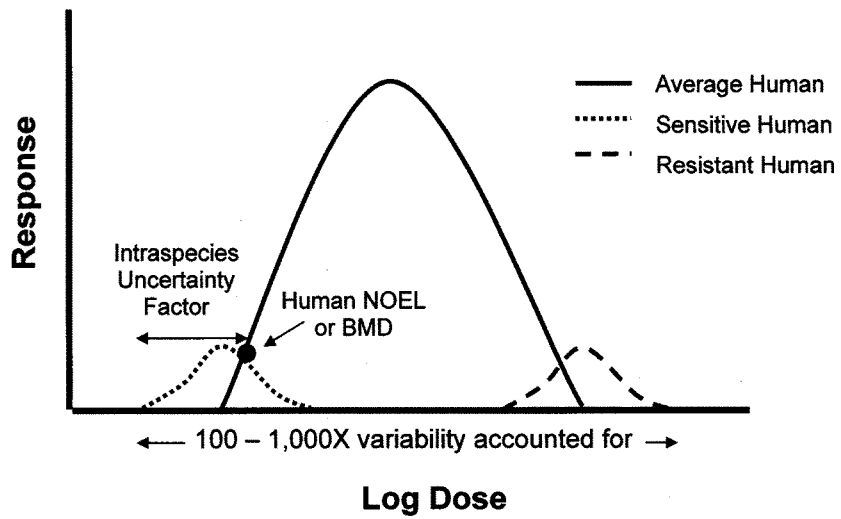 Average Human
Sensitive Human
Resistant Human
Response
Intraspecies
Uncertainty
Factor
Human NOEL
or BMD
100 – 1,000X variability accounted for
Log Dose